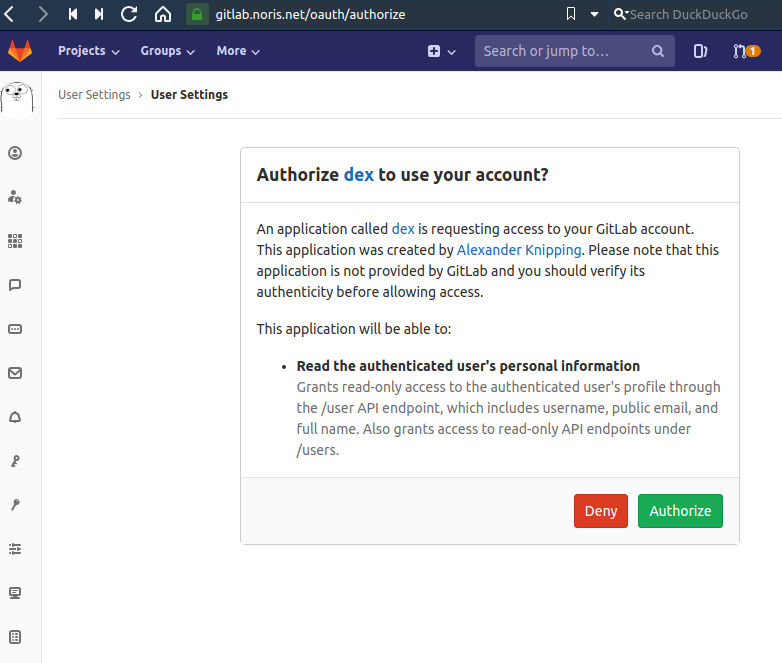 gitlab.noris.net/oauth/authorize
Search DuckDuckGo
Projects
Groups
More
Search or jump to…
1
User Settings › User Settings
Authorize dex to use your account?
An application called dex is requesting access to your GitLab account.
This application was created by Alexander Knipping. Please note that this
application is not provided by GitLab and you should verify its
authenticity before allowing access.
This application will be able to:
• Read the authenticated user's personal information
Grants read-only access to the authenticated user's profile through
the /user API endpoint, which includes username, public email, and
full name. Also grants access to read-only API endpoints under
/users.
Deny
Authorize